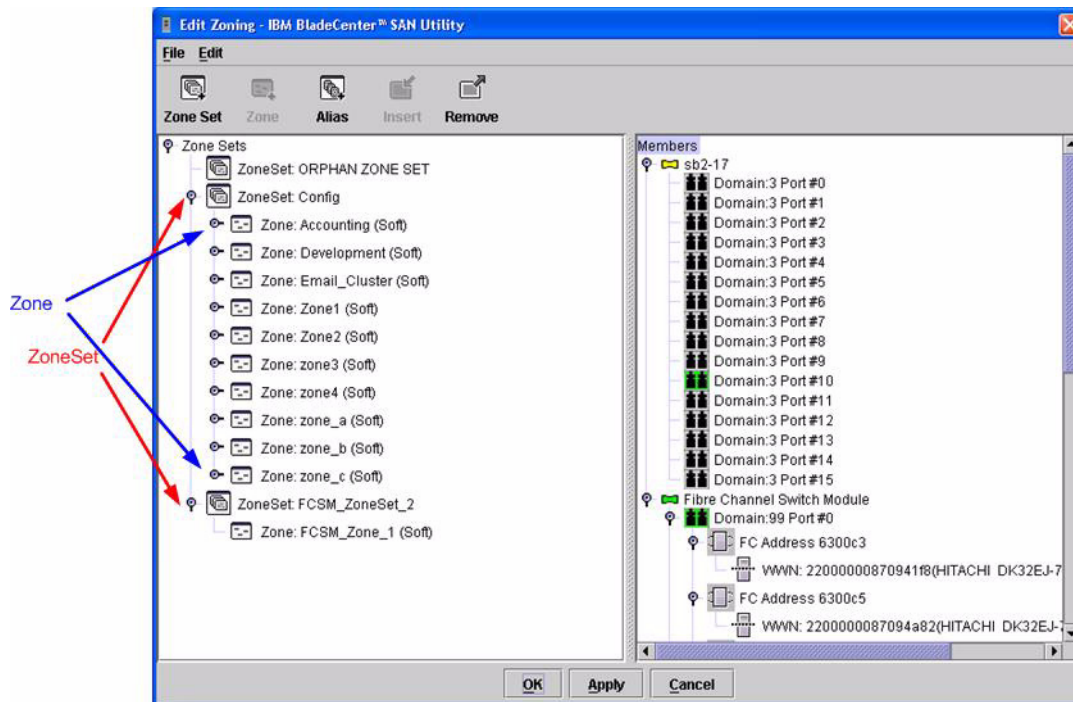 Edit Zoning - IBM BladeCenter™ SAN Utility
File Edit
Zone Set Zone Alias Insert Remove
Zone Sets
ZoneSet: ORPHAN ZONE SET
ZoneSet: Config
Zone: Accounting (Soft)
Zone: Development (Soft)
Zone: Email_Cluster (Soft)
Zone: Zone1 (Soft)
Zone: Zone2 (Soft)
Zone: zone3 (Soft)
Zone: zone4 (Soft)
Zone: zone_a (Soft)
Zone: zone_b (Soft)
Zone: zone_c (Soft)
ZoneSet: FCSM_ZoneSet_2
Zone: FCSM_Zone_1 (Soft)
Zone
ZoneSet
Members
sb2-17
Domain:3 Port #0
Domain:3 Port #1
Domain:3 Port #2
Domain:3 Port #3
Domain:3 Port #4
Domain:3 Port #5
Domain:3 Port #6
Domain:3 Port #7
Domain:3 Port #8
Domain:3 Port #9
Domain:3 Port #10
Domain:3 Port #11
Domain:3 Port #12
Domain:3 Port #13
Domain:3 Port #14
Domain:3 Port #15
Fibre Channel Switch Module
Domain:99 Port #0
FC Address 6300c3
WWN: 22000000870941f8(HITACHI DK32EJ-7
FC Address 6300c5
WWN: 2200000087094a82(HITACHI DK32EJ-7
OK Apply Cancel